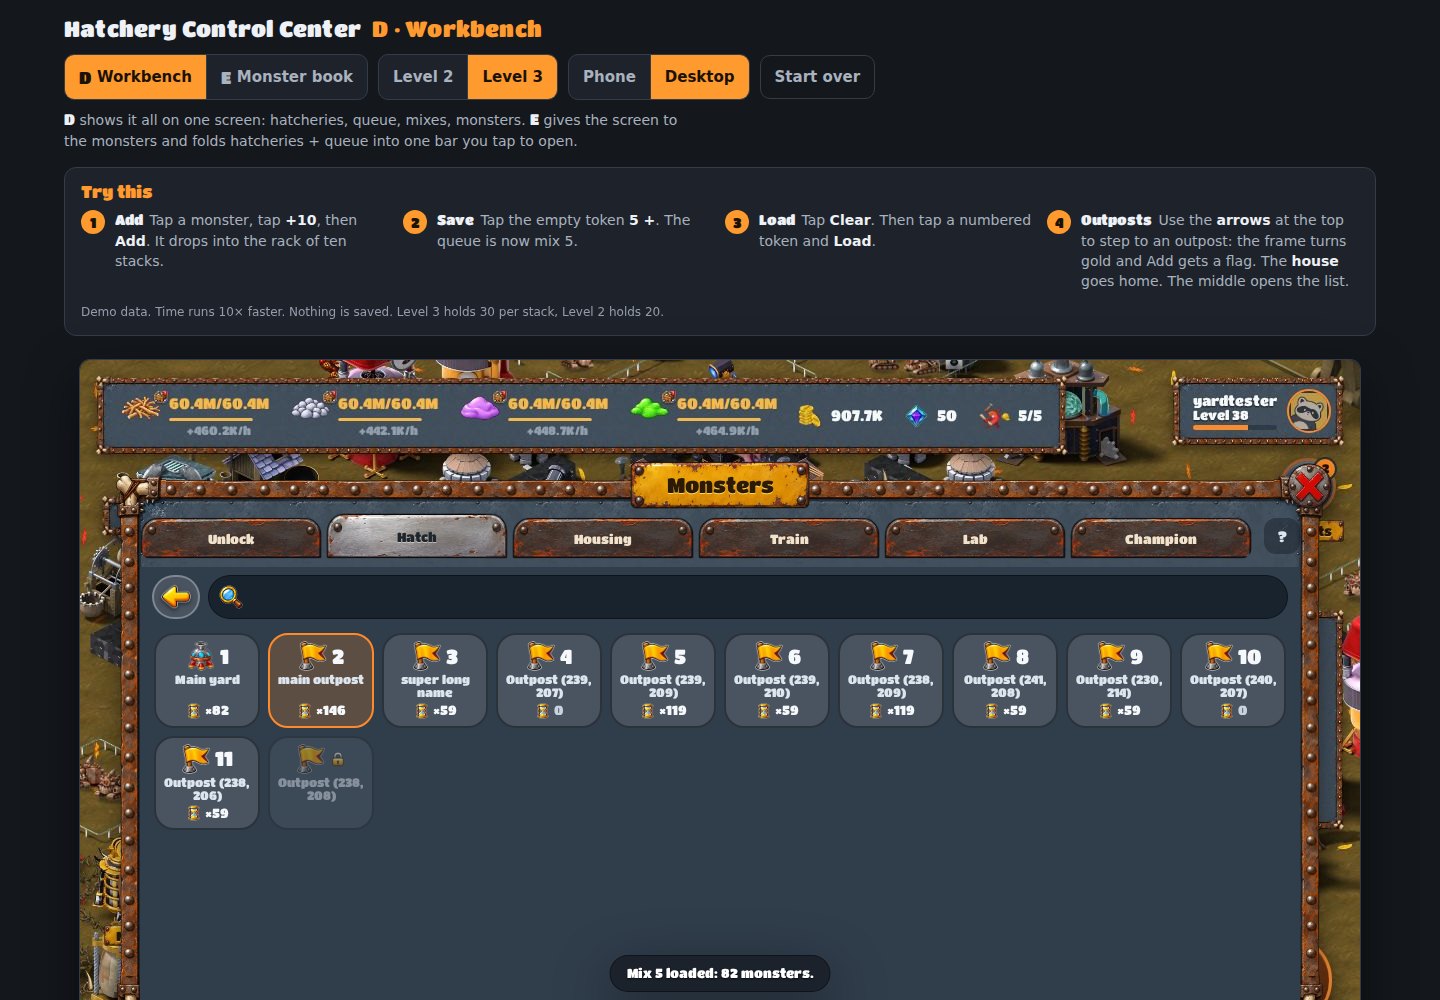 Hatchery Control Center D · Workbench
D Workbench E Monster book Level 2 Level 3 Phone Desktop Start over
D shows it all on one screen: hatcheries, queue, mixes, monsters. E gives the screen to
the monsters and folds hatcheries + queue into one bar you tap to open.
Try this
1 Add Tap a monster, tap +10, then
Add. It drops into the rack of ten
stacks.
2 Save Tap the empty token 5 +. The
queue is now mix 5.
3 Load Tap Clear. Then tap a numbered
token and Load.
4 Outposts Use the arrows at the top
to step to an outpost: the frame turns
gold and Add gets a flag. The house
goes home. The middle opens the list.
Demo data. Time runs 10× faster. Nothing is saved. Level 3 holds 30 per stack, Level 2 holds 20.
60.4M/60.4M 60.4M/60.4M 60.4M/60.4M 60.4M/60.4M 907.7K 50 5/5
+460.2K/h +442.1K/h +448.7K/h +464.9K/h
yardtester
Level 38
Monsters
Unlock Hatch Housing Train Lab Champion ?
ts
1
Main yard
×82
2
main outpost
×146
3
super long
name
×59
4
Outpost (239,
207)
0
5
Outpost (239,
209)
×119
6
Outpost (239,
210)
×59
7
Outpost (238,
209)
×119
8
Outpost (241,
208)
×59
9
Outpost (230,
214)
×59
10
Outpost (240,
207)
0
11
Outpost (238,
206)
×59
Outpost (238,
208)
Mix 5 loaded: 82 monsters.